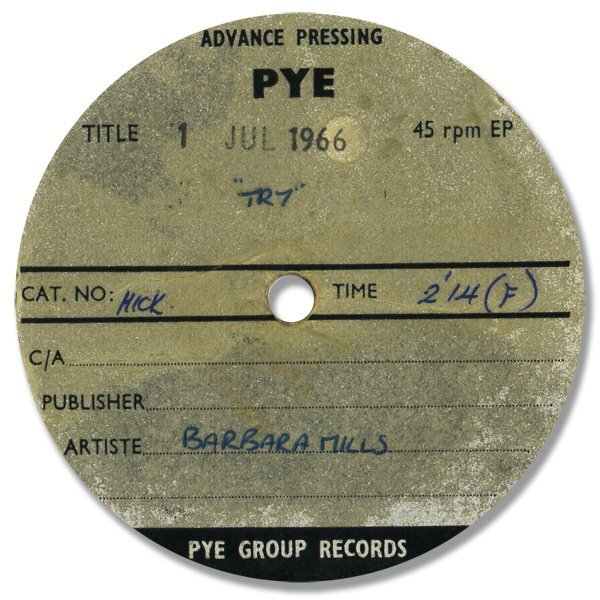 ADVANCE PRESSING
PYE
TITLE 1 JUL 1966 45 rpm EP
"TRY"
CAT. NO: MICK. TIME 2'14 (F)
C/A
PUBLISHER
ARTISTE BARBARA MILLS
PYE GROUP RECORDS